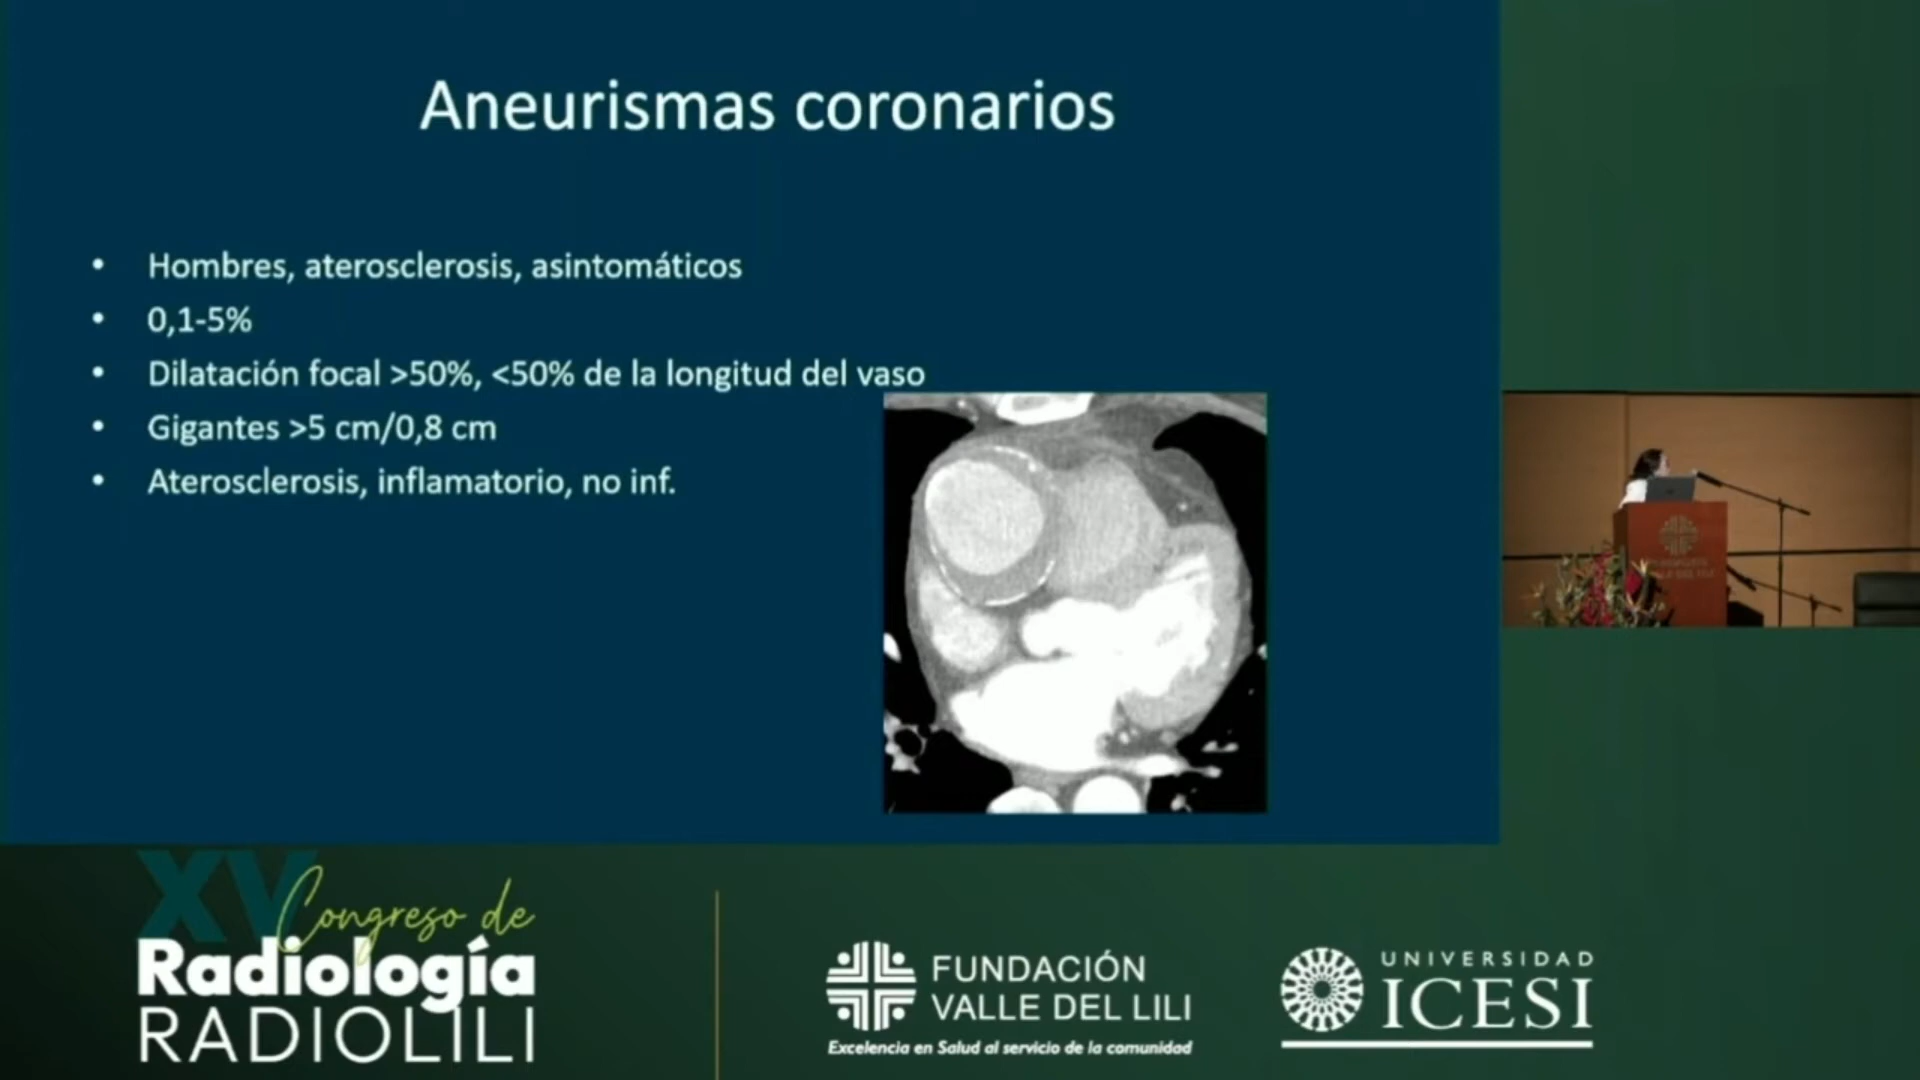 Aneurismas coronarios
• Hombres, aterosclerosis, asintomáticos
• 0,1-5%
• Dilatación focal >50%, <50% de la longitud del vaso
• Gigantes >5 cm/0,8 cm
• Aterosclerosis, inflamatorio, no inf.
XV Congreso de
Radiología
RADIOLILI
FUNDACIÓN
VALLE DEL LILI
Excelencia en Salud al servicio de la comunidad
UNIVERSIDAD
ICESI